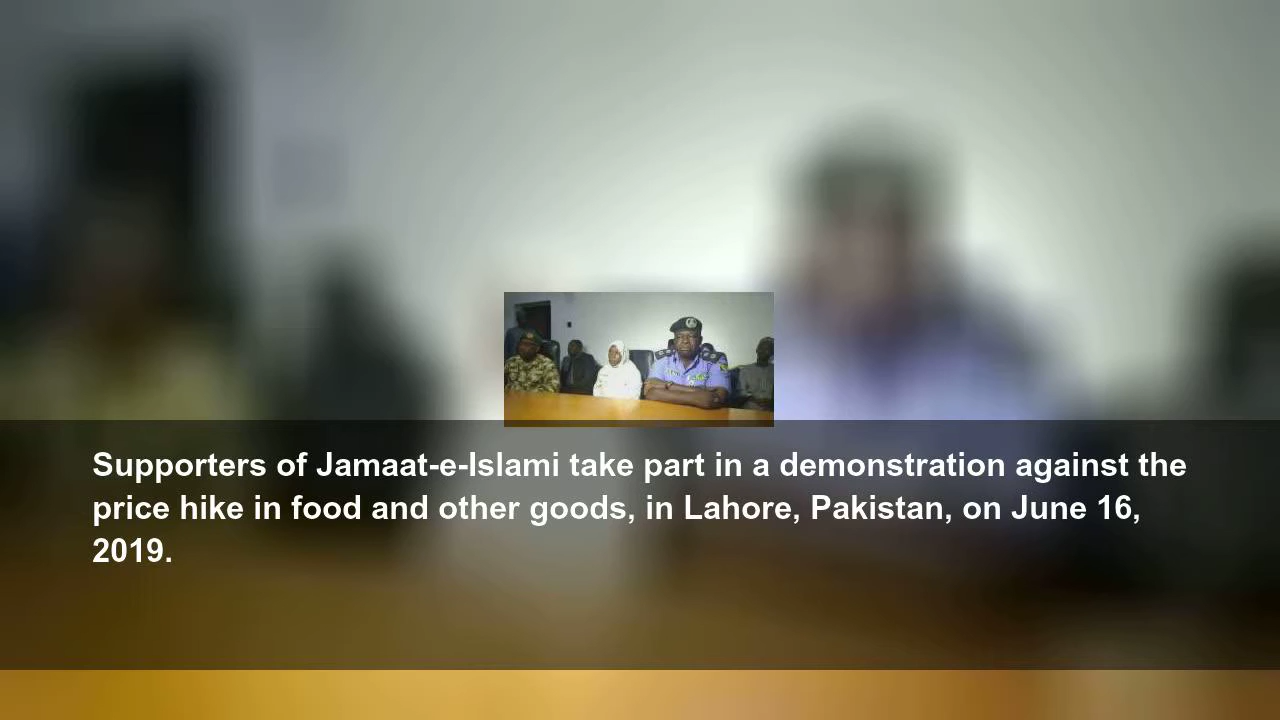 Supporters of Jamaat-e-Islami take part in a demonstration against the
price hike in food and other goods, in Lahore, Pakistan, on June 16,
2019.